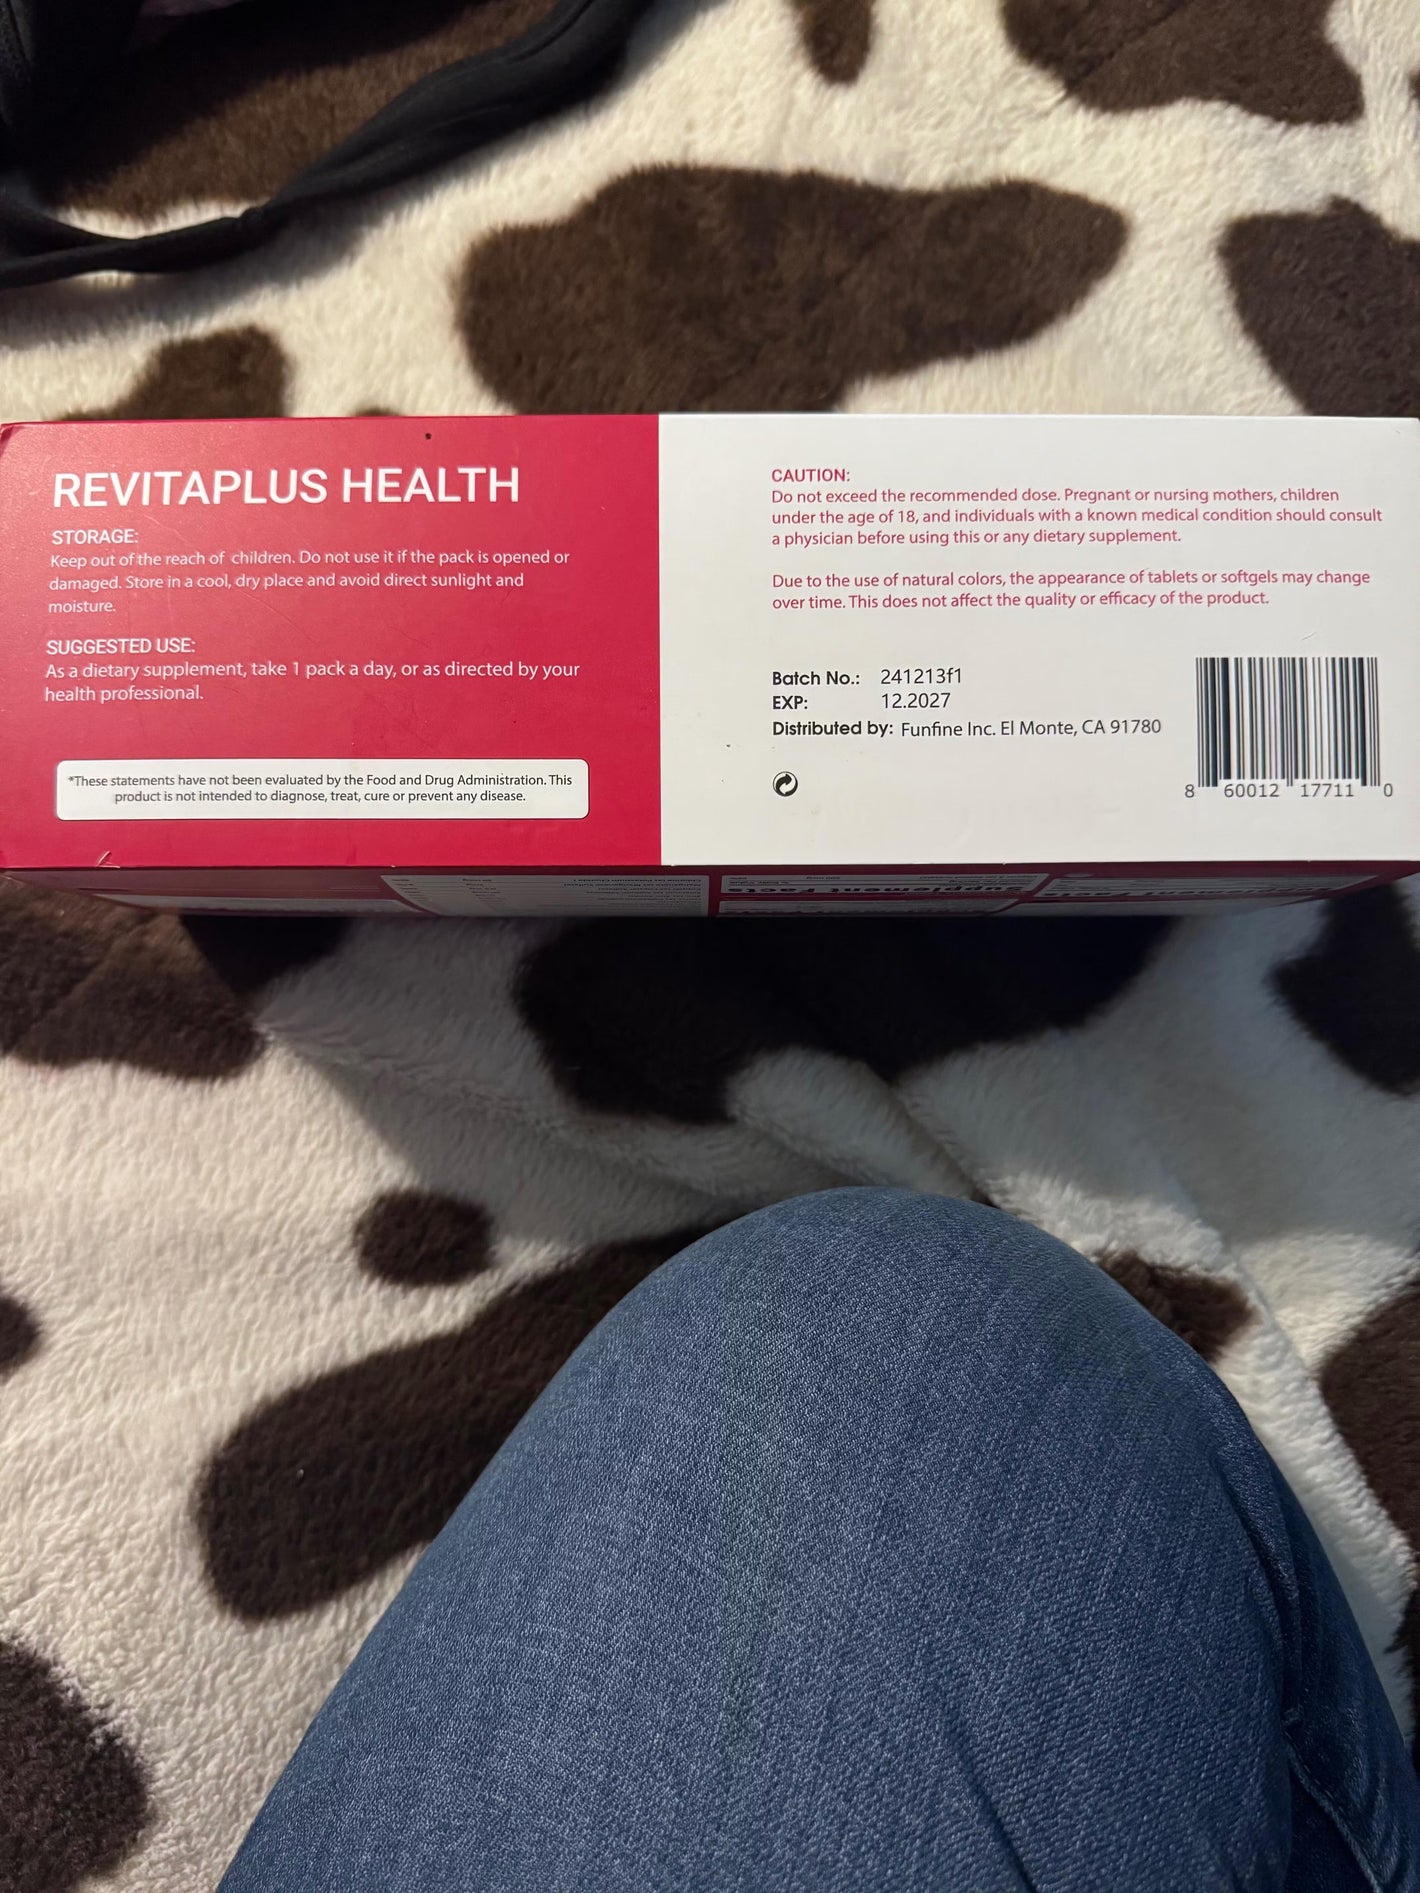 REVITAPLUS HEALTH
STORAGE:
Keep out of the reach of children. Do not use it if the pack is opened or
damaged. Store in a cool, dry place and avoid direct sunlight and
moisture.
SUGGESTED USE:
As a dietary supplement, take 1 pack a day, or as directed by your
health professional.
*These statements have not been evaluated by the Food and Drug Administration. This
product is not intended to diagnose, treat, cure or prevent any disease.
CAUTION:
Do not exceed the recommended dose. Pregnant or nursing mothers, children
under the age of 18, and individuals with a known medical condition should consult
a physician before using this or any dietary supplement.
Due to the use of natural colors, the appearance of tablets or softgels may change
over time. This does not affect the quality or efficacy of the product.
Batch No.: 241213f1
EXP: 12.2027
Distributed by: Funfine Inc. El Monte, CA 91780
8 60012 17711 0
Supplement Facts